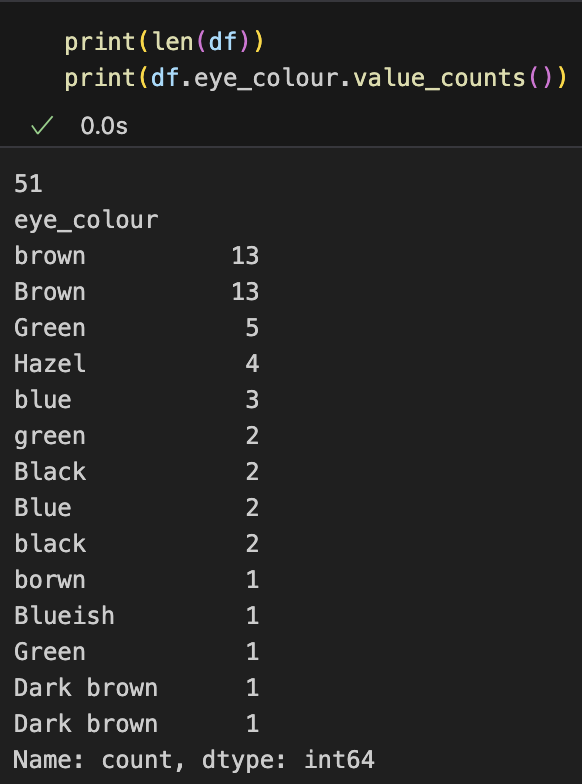 print(len(df))
print(df.eye_colour.value_counts())
✓ 0.0s
51
eye_colour
brown 13
Brown 13
Green 5
Hazel 4
blue 3
green 2
Black 2
Blue 2
black 2
borwn 1
Blueish 1
Green 1
Dark brown 1
Dark brown 1
Name: count, dtype: int64